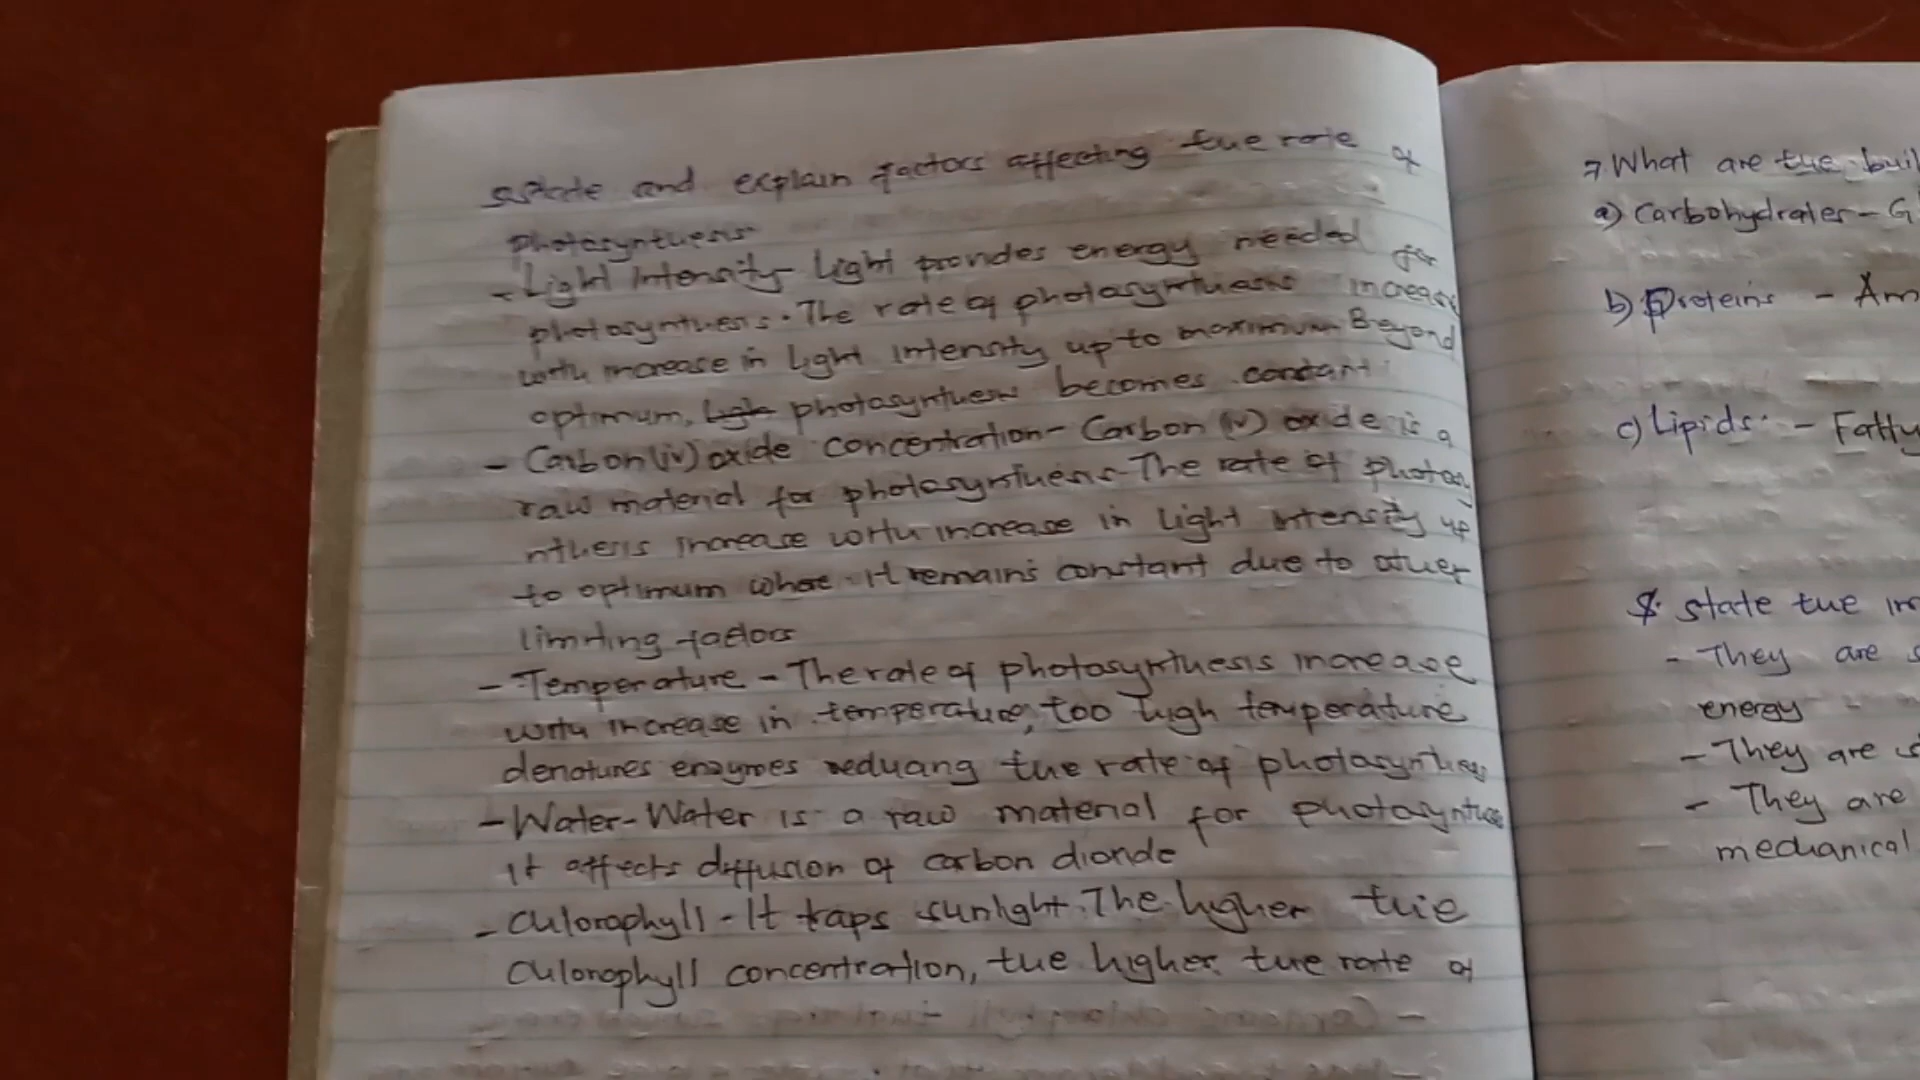 State and explain factors affecting the rate of
photosynthesis
- Light Intensity - Light provides energy needed for
photosynthesis. The rate of photosynthesis increase
with increase in light intensity up to maximum Beyond
optimum, photosynthesis becomes constant
- Carbon (iv) oxide concentration - Carbon (iv) oxide is a
raw material for photosynthesis - The rate of photosy
nthesis increase with increase in light intensity up
to optimum where it remains constant due to other
limiting factors
- Temperature - The rate of photosynthesis increase
with increase in temperature, too high temperature
denatures enzymes reducing the rate of photosynthesis
- Water - Water is a raw material for photosynthesis
It affects diffusion of carbon dioxide
- Chlorophyll - It traps sunlight. The higher the
chlorophyll concentration, the higher the rate of
7 What are the buil
a) Carbohydrates - G
b) Proteins - Am
c) Lipids - Fatty
8. State the im
- They are s
energy
- They are
- They are
mechanical